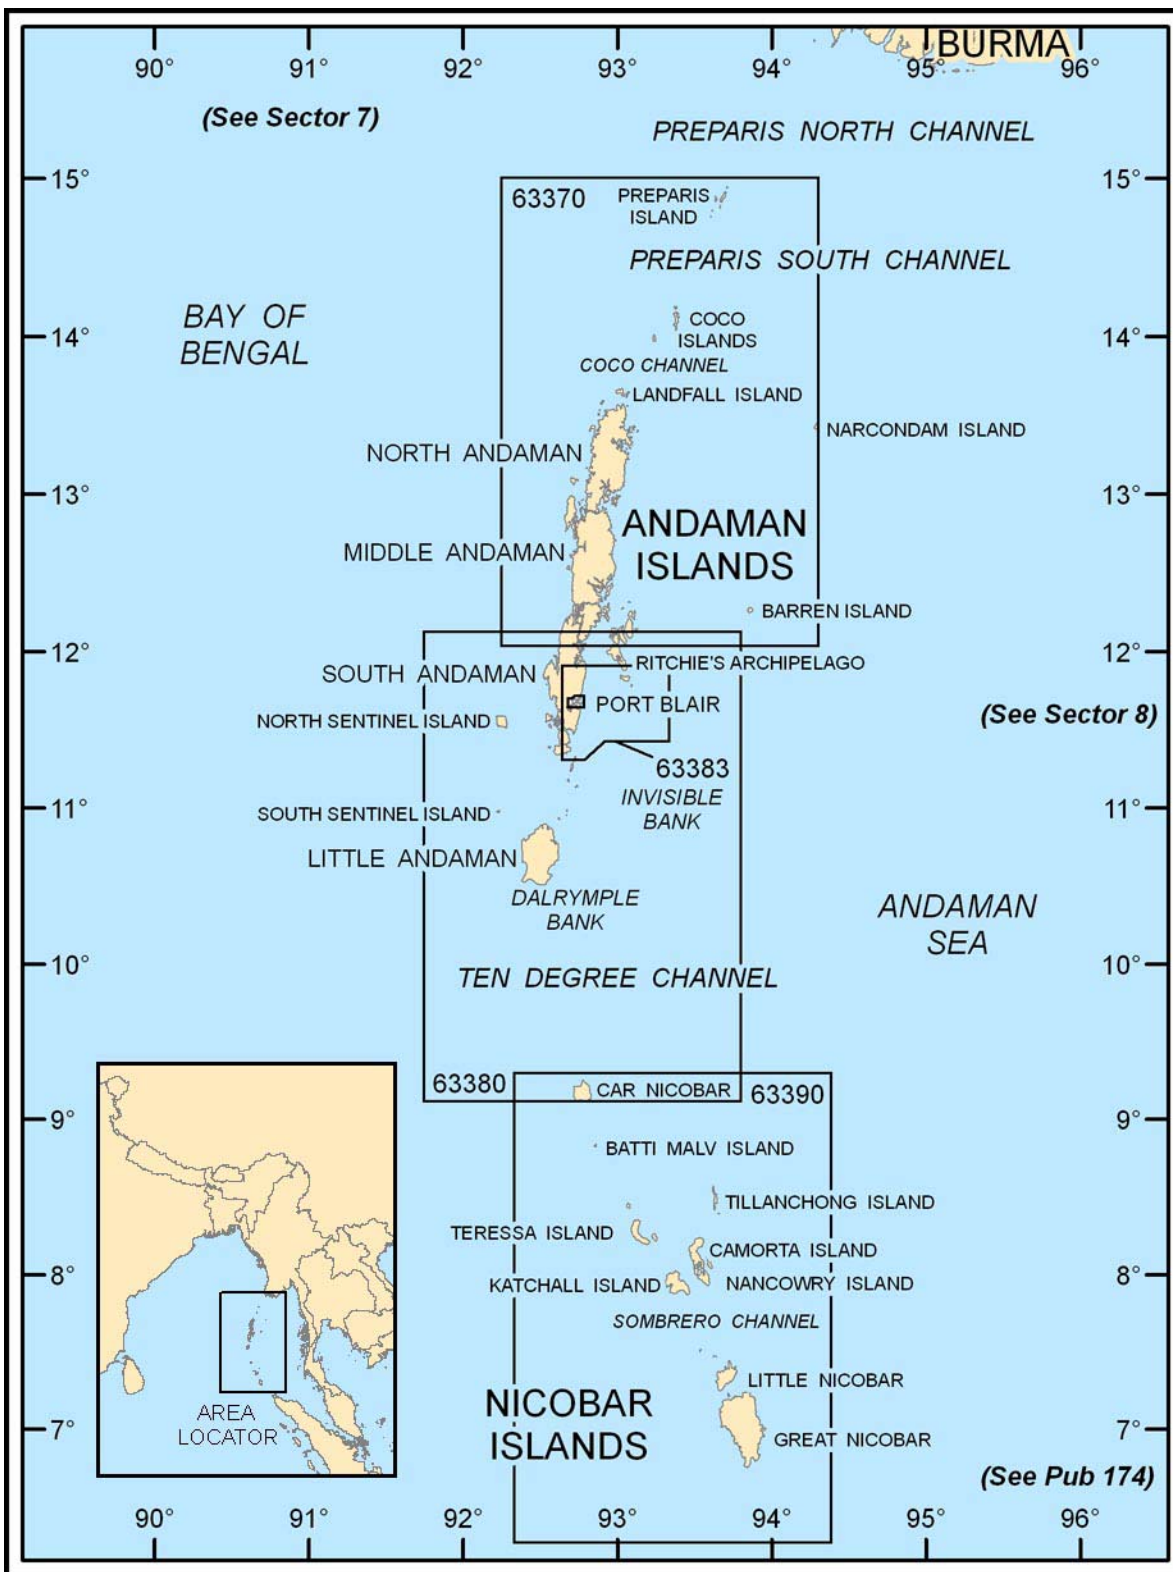 BURMA
90° 91° 92° 93° 94° 95° 96°
(See Sector 7)
PREPARIS NORTH CHANNEL
15° 15°
63370
PREPARIS
ISLAND
PREPARIS SOUTH CHANNEL
BAY OF
BENGAL
14° 14°
COCO
ISLANDS
COCO CHANNEL
LANDFALL ISLAND
NARCONDAM ISLAND
NORTH ANDAMAN
13° 13°
ANDAMAN
ISLANDS
MIDDLE ANDAMAN
BARREN ISLAND
12° 12°
RITCHIE'S ARCHIPELAGO
SOUTH ANDAMAN
PORT BLAIR
NORTH SENTINEL ISLAND
(See Sector 8)
63383
INVISIBLE
BANK
11° 11°
SOUTH SENTINEL ISLAND
LITTLE ANDAMAN
DALRYMPLE
BANK
ANDAMAN
SEA
10° 10°
TEN DEGREE CHANNEL
63380
CAR NICOBAR
63390
9° 9°
BATTI MALV ISLAND
TILLANCHONG ISLAND
TERESSA ISLAND
CAMORTA ISLAND
8° 8°
KATCHALL ISLAND
NANCOWRY ISLAND
SOMBRERO CHANNEL
LITTLE NICOBAR
NICOBAR
ISLANDS
AREA
LOCATOR
7° 7°
GREAT NICOBAR
(See Pub 174)
90° 91° 92° 93° 94° 95° 96°